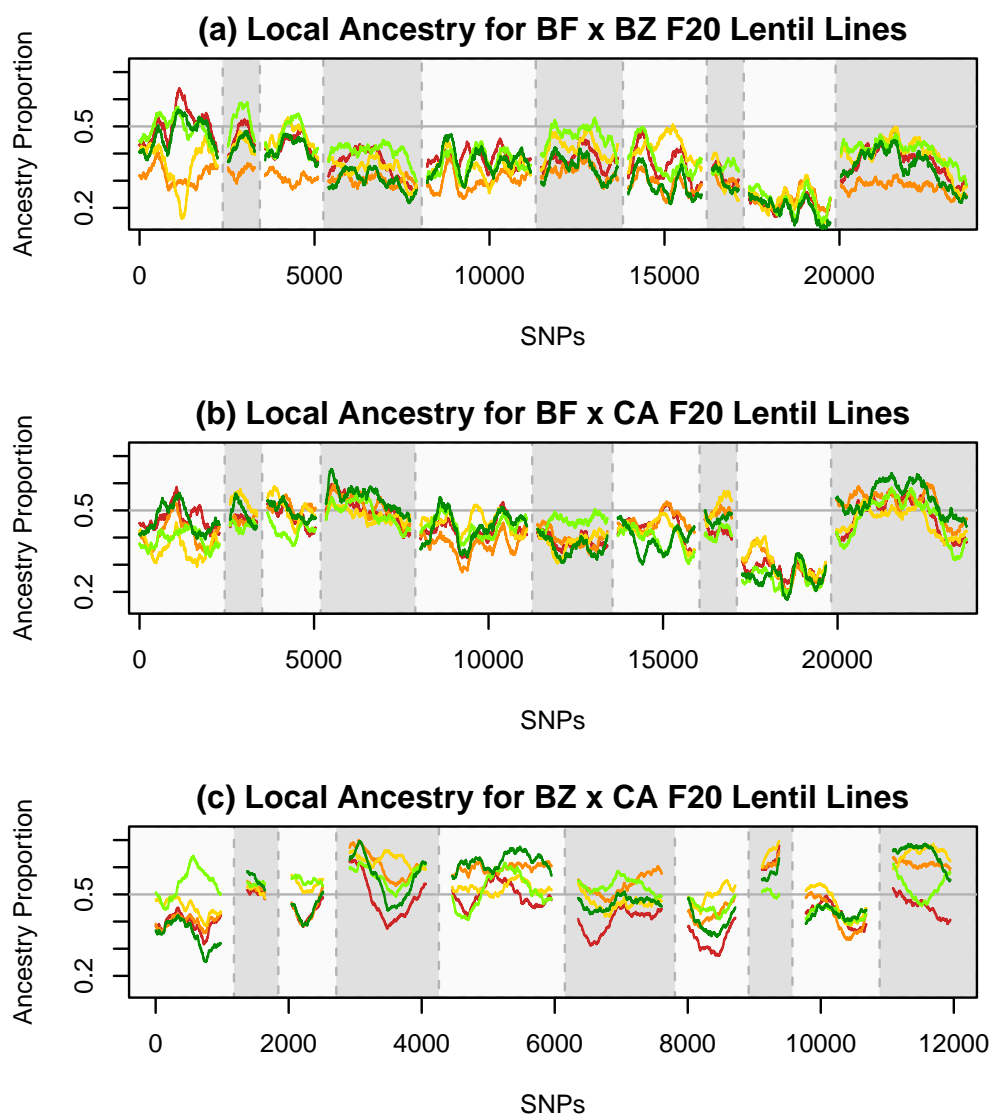 (a) Local Ancestry for BF x BZ F20 Lentil Lines
Ancestry Proportion
0.5
0.2
0 5000 10000 15000 20000
SNPs
(b) Local Ancestry for BF x CA F20 Lentil Lines
Ancestry Proportion
0.5
0.2
0 5000 10000 15000 20000
SNPs
(c) Local Ancestry for BZ x CA F20 Lentil Lines
Ancestry Proportion
0.5
0.2
0 2000 4000 6000 8000 10000 12000
SNPs